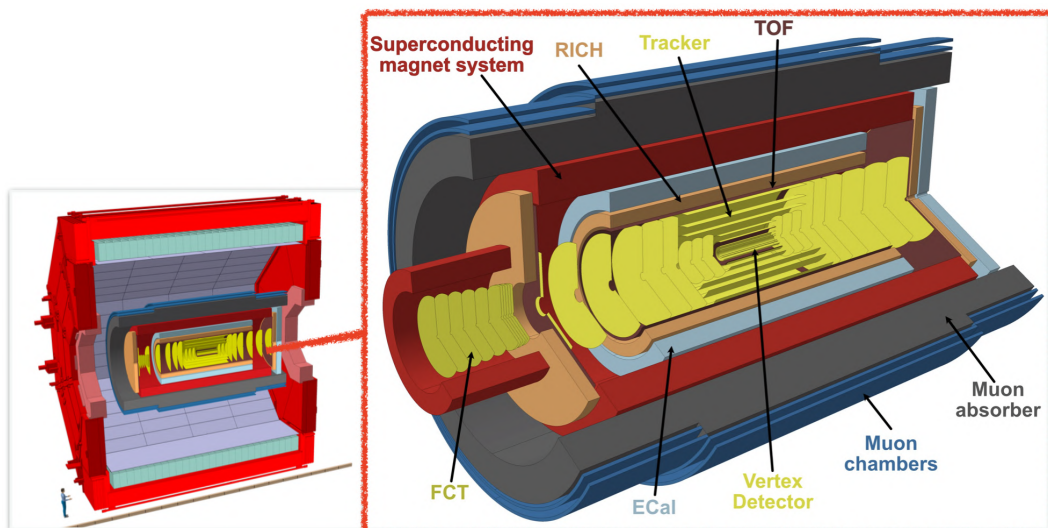 Superconducting
magnet system
RICH
Tracker
TOF
Muon
absorber
Muon
chambers
Vertex
Detector
ECal
FCT